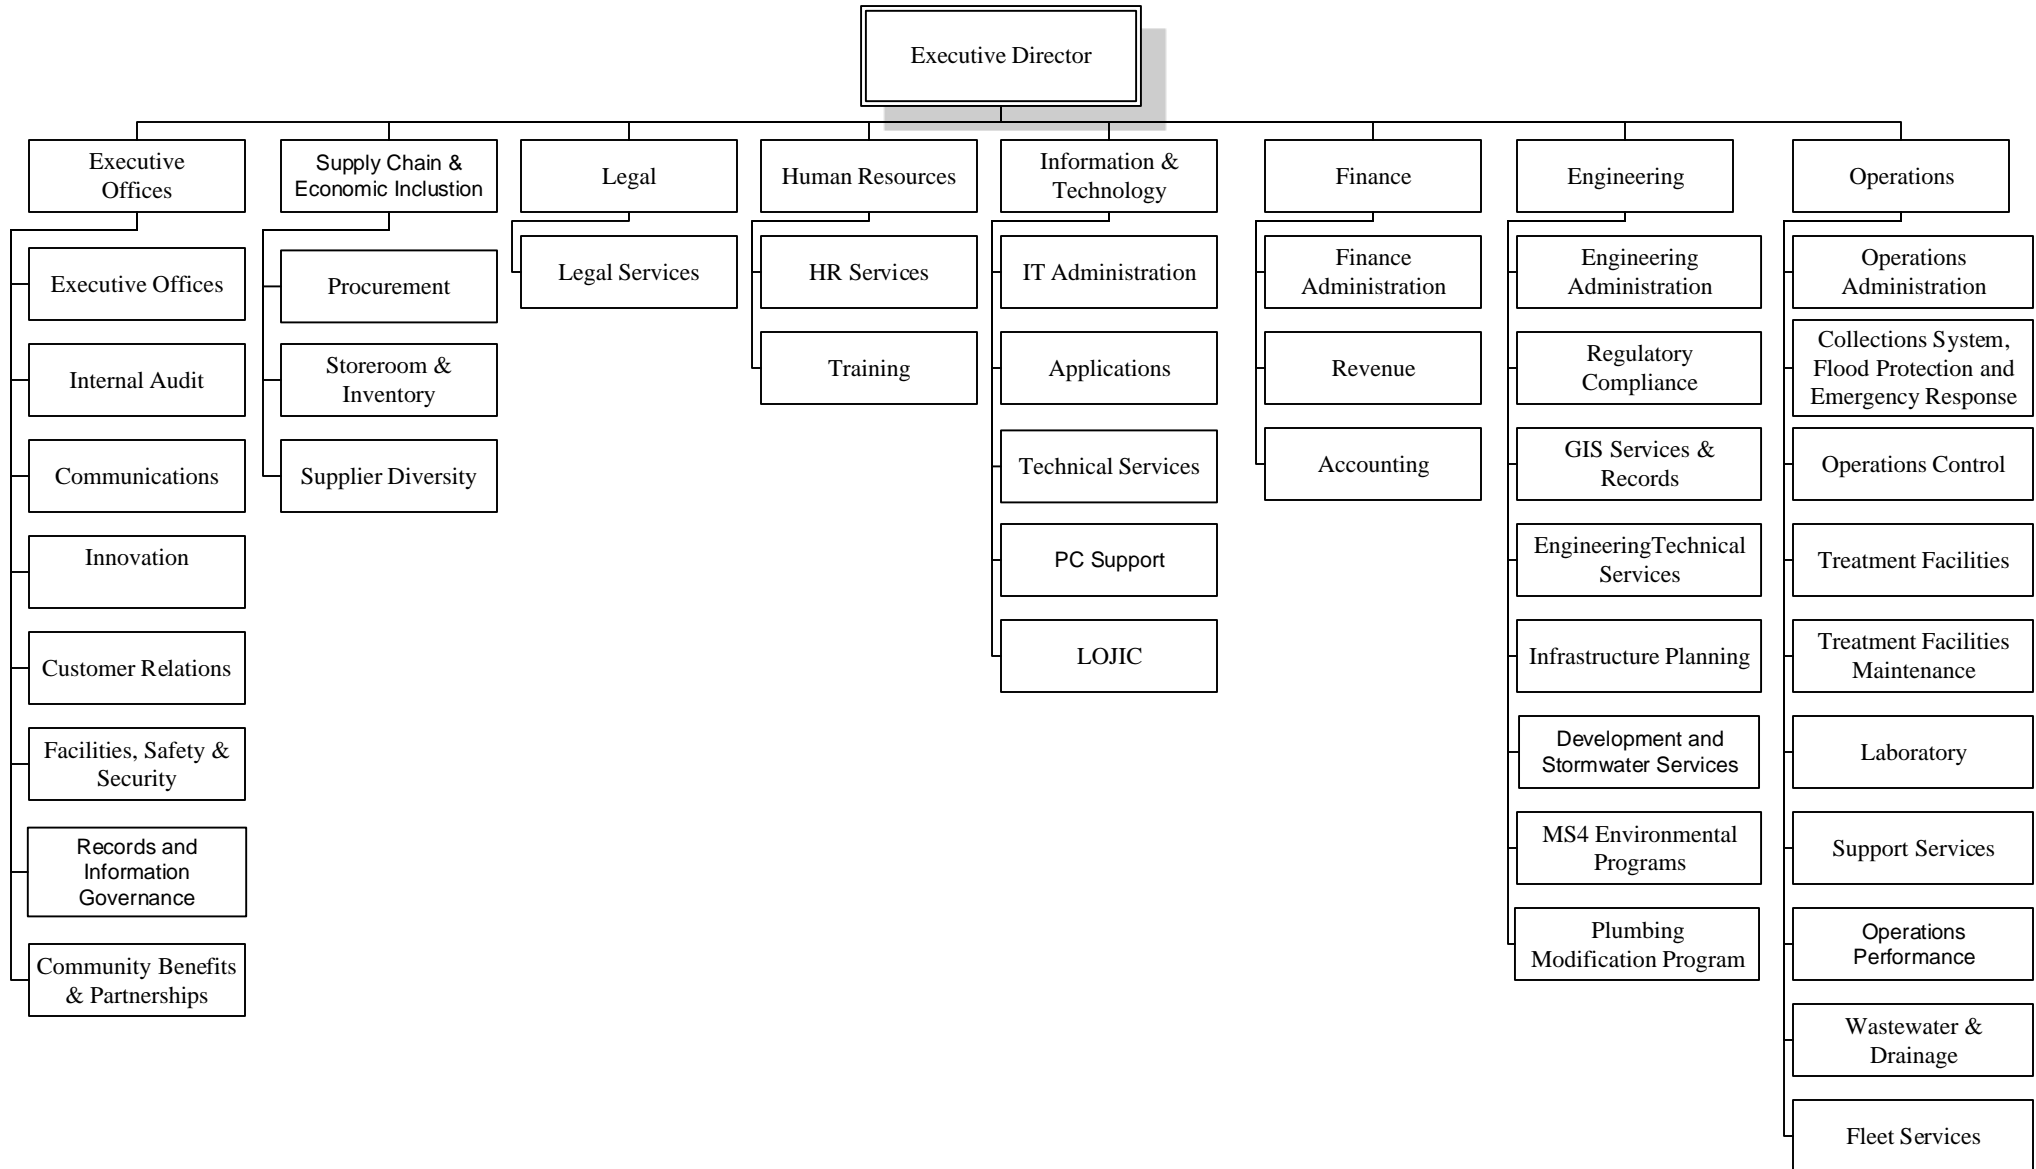 Executive Director
Executive
Offices
Supply Chain &
Economic Inclustion
Legal
Human Resources
Information &
Technology
Finance
Engineering
Operations
Executive Offices
Internal Audit
Communications
Innovation
Customer Relations
Facilities, Safety &
Security
Records and
Information
Governance
Community Benefits
& Partnerships
Procurement
Storeroom &
Inventory
Supplier Diversity
Legal Services
HR Services
Training
IT Administration
Applications
Technical Services
PC Support
LOJIC
Finance
Administration
Revenue
Accounting
Engineering
Administration
Regulatory
Compliance
GIS Services &
Records
EngineeringTechnical
Services
Infrastructure Planning
Development and
Stormwater Services
MS4 Environmental
Programs
Plumbing
Modification Program
Operations
Administration
Collections System,
Flood Protection and
Emergency Response
Operations Control
Treatment Facilities
Treatment Facilities
Maintenance
Laboratory
Support Services
Operations
Performance
Wastewater &
Drainage
Fleet Services